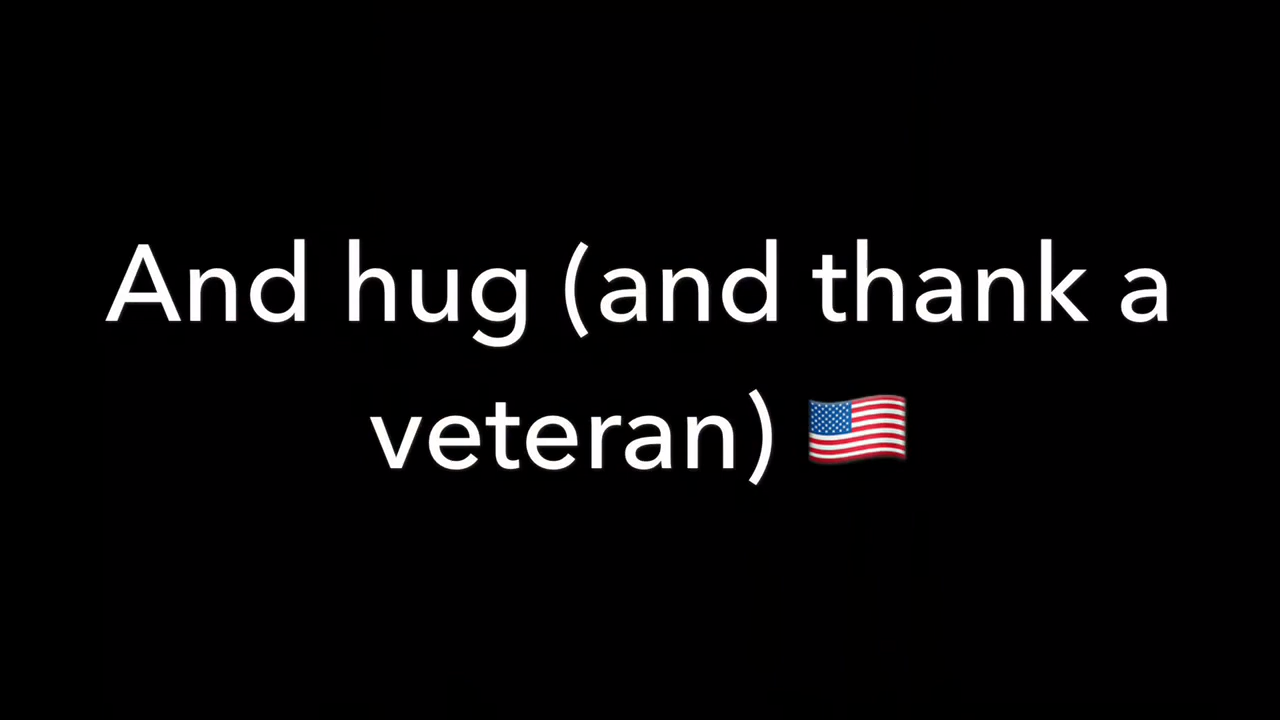 And hug (and thank a
veteran) 🇺🇸